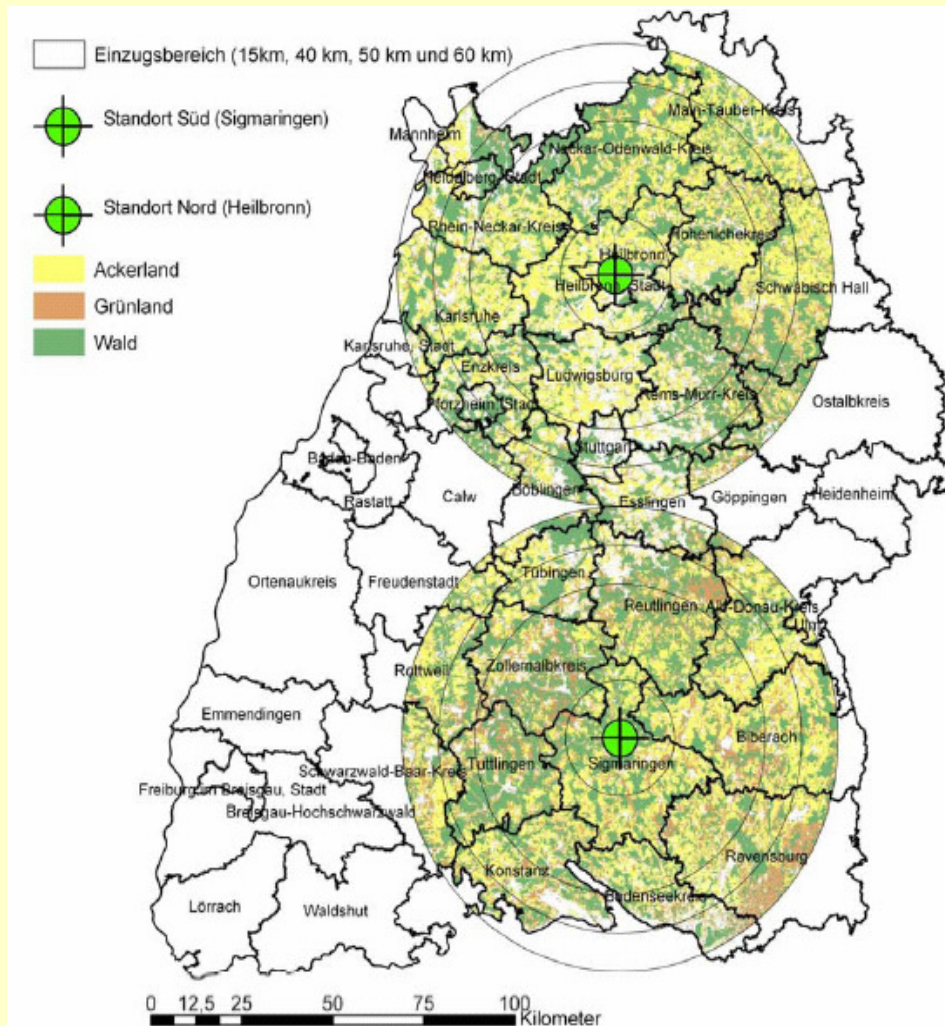 Einzugsbereich (15km, 40 km, 50 km und 60 km)
Standort Süd (Sigmaringen)
Standort Nord (Heilbronn)
Ackerland
Grünland
Wald
Main-Tauber-Kreis
Mannheim
Neckar-Odenwald-Kreis
Heidelberg, Stadt
Rhein-Neckar-Kreis
Hohenlohekreis
Heilbronn
Heilbronn, Stadt
Schwäbisch Hall
Karlsruhe
Karlsruhe, Stadt
Enzkreis
Ludwigsburg
Pforzheim, Stadt
Rems-Murr-Kreis
Ostalbkreis
Stuttgart
Baden-Baden
Rastatt
Calw
Böblingen
Esslingen
Göppingen
Heidenheim
Ortenaukreis
Freudenstadt
Tübingen
Reutlingen
Alb-Donau-Kreis
Ulm
Rottweil
Zollernalbkreis
Emmendingen
Biberach
Schwarzwald-Baar-Kreis
Tuttlingen
Sigmaringen
Freiburg im Breisgau, Stadt
Breisgau-Hochschwarzwald
Ravensburg
Konstanz
Bodenseekreis
Lörrach
Waldshut
0 12,5 25 50 75 100
Kilometer